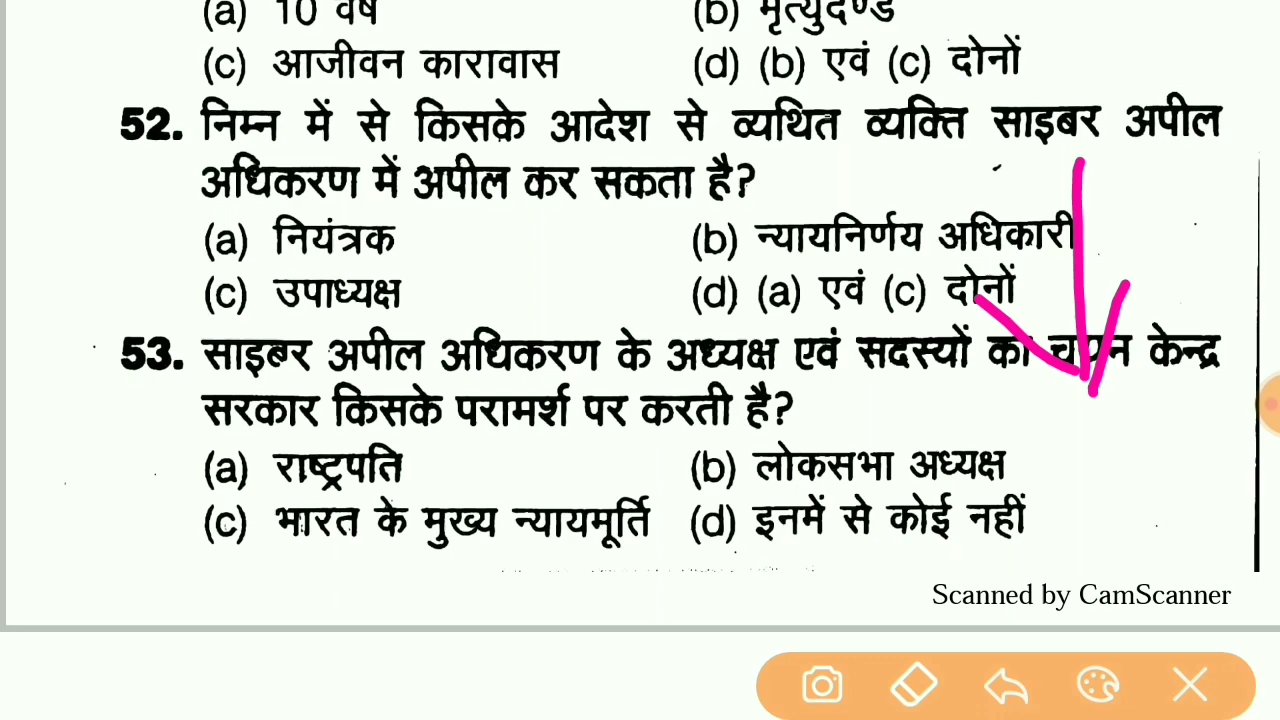 (a) 10 वर्ष (b) मृत्युदण्ड
(c) आजीवन कारावास (d) (b) एवं (c) दोनों
52. निम्न में से किसके आदेश से व्यथित व्यक्ति साइबर अपील
अधिकरण में अपील कर सकता है?
(a) नियंत्रक (b) न्यायनिर्णय अधिकारी
(c) उपाध्यक्ष (d) (a) एवं (c) दोनों
53. साइबर अपील अधिकरण के अध्यक्ष एवं सदस्यों का चयन केन्द्र
सरकार किसके परामर्श पर करती है?
(a) राष्ट्रपति (b) लोकसभा अध्यक्ष
(c) भारत के मुख्य न्यायमूर्ति (d) इनमें से कोई नहीं
Scanned by CamScanner